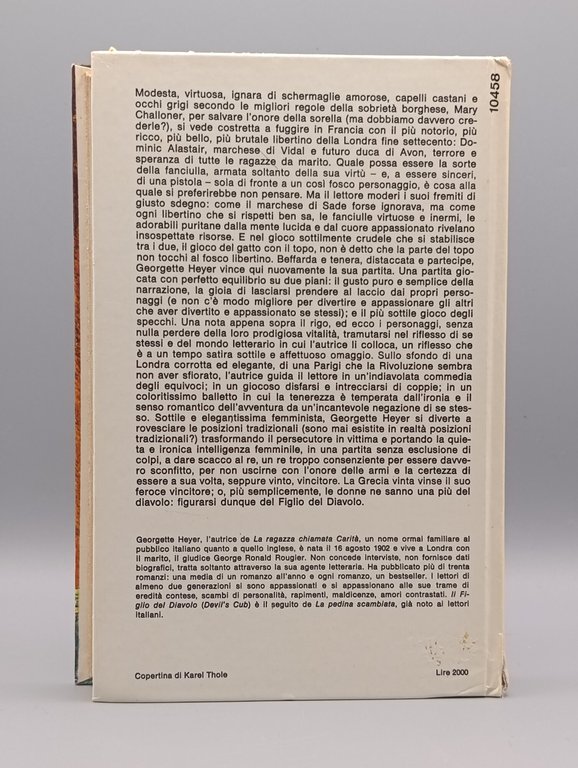 10458
Modesta, virtuosa, ignara di schermaglie amorose, capelli castani e
occhi grigi secondo le migliori regole della sobrietà borghese, Mary
Challoner, per salvare l'onore della sorella (ma dobbiamo davvero cre-
derle?), si vede costretta a fuggire in Francia con il più notorio, più
ricco, più bello, più brutale libertino della Londra fine settecento: Do-
minic Alastair, marchese di Vidal e futuro duca di Avon, terrore e
speranza di tutte le ragazze da marito. Quale possa essere la sorte
della fanciulla, armata soltanto della sua virtù - e, a essere sinceri,
di una pistola - sola di fronte a un così fosco personaggio, è cosa alla
quale si preferirebbe non pensare. Ma il lettore moderi i suoi fremiti di
giusto sdegno: come il marchese di Sade forse ignorava, ma come
ogni libertino che si rispetti ben sa, le fanciulle virtuose e inermi, le
adorabili puritane dalla mente lucida e dal cuore appassionato rivelano
insospettate risorse. E nel gioco sottilmente crudele che si stabilisce
tra i due, il gioco del gatto con il topo, non è detto che la parte del topo
non tocchi al fosco libertino. Beffarda e tenera, distaccata e partecipe,
Georgette Heyer vince qui nuovamente la sua partita. Una partita gio-
cata con perfetto equilibrio su due piani: il gusto puro e semplice della
narrazione, la gioia di lasciarsi prendere al laccio dai propri perso-
naggi (e non c'è modo migliore per divertire e appassionare gli altri
che aver divertito e appassionato se stessi); e il più sottile gioco degli
specchi. Una nota appena sopra il rigo, ed ecco i personaggi, senza
nulla perdere della loro prodigiosa vitalità, tramutarsi nel riflesso di se
stessi e del mondo letterario in cui l'autrice li colloca, un riflesso che
è a un tempo satira sottile e affettuoso omaggio. Sullo sfondo di una
Londra corrotta ed elegante, di una Parigi che la Rivoluzione sembra
non aver sfiorato, l'autrice guida il lettore in un'indiavolata commedia
degli equivoci; in un giocoso disfarsi e intrecciarsi di coppie; in un
coloritissimo balletto in cui la tenerezza è temperata dall'ironia e il
senso romantico dell'avventura da un'incantevole negazione di se stes-
so. Sottile e elegantissima femminista, Georgette Heyer si diverte a
rovesciare le posizioni tradizionali (sono mai esistite in realtà posizioni
tradizionali?) trasformando il persecutore in vittima e portando la quie-
ta e ironica intelligenza femminile, in una partita senza esclusione di
colpi, a dare scacco al re, un re troppo consenziente per essere davve-
ro sconfitto, per non uscirne con l'onore delle armi e la certezza di
essere a sua volta, seppure vinto, vincitore. La Grecia vinta vinse il suo
feroce vincitore; o, più semplicemente, le donne ne sanno una più del
diavolo: figurarsi dunque del Figlio del Diavolo.
Georgette Heyer, l'autrice de La ragazza chiamata Carità, un nome ormai familiare al
pubblico italiano quanto a quello inglese, è nata il 16 agosto 1902 e vive a Londra con
il marito, il giudice George Ronald Rougier. Non concede interviste, non fornisce dati
biografici, tratta soltanto attraverso la sua agente letteraria. Ha pubblicato più di trenta
romanzi: una media di un romanzo all'anno e ogni romanzo, un bestseller. I lettori di
almeno due generazioni si sono appassionati e si appassionano alle sue trame di
eredità contese, scambi di personalità, rapimenti, maldicenze, amori contrastati. Il Fi-
glio del Diavolo (Devil's Cub) è il seguito de La pedina scambiata, già noto ai lettori
italiani.
Copertina di Karel Thole
Lire 2000